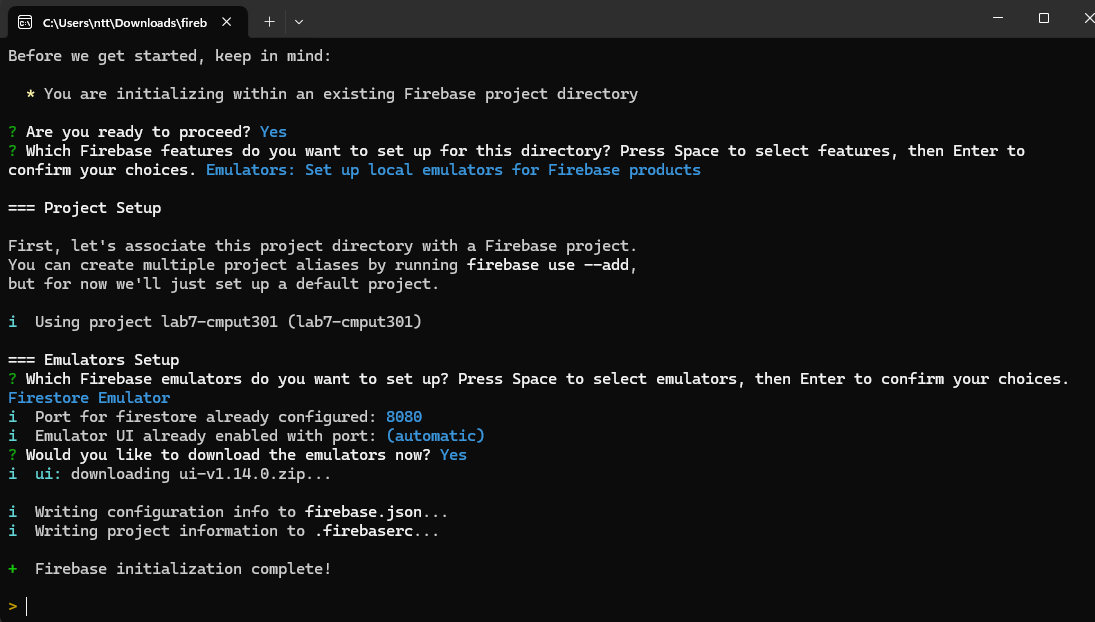 C:\Users\ntt\Downloads\fireb
Before we get started, keep in mind:
* You are initializing within an existing Firebase project directory
? Are you ready to proceed? Yes
? Which Firebase features do you want to set up for this directory? Press Space to select features, then Enter to
confirm your choices. Emulators: Set up local emulators for Firebase products
=== Project Setup
First, let's associate this project directory with a Firebase project.
You can create multiple project aliases by running firebase use --add,
but for now we'll just set up a default project.
i  Using project lab7-cmput301 (lab7-cmput301)
=== Emulators Setup
? Which Firebase emulators do you want to set up? Press Space to select emulators, then Enter to confirm your choices.
Firestore Emulator
i  Port for firestore already configured: 8080
i  Emulator UI already enabled with port: (automatic)
? Would you like to download the emulators now? Yes
i  ui: downloading ui-v1.14.0.zip...
i  Writing configuration info to firebase.json...
i  Writing project information to .firebaserc...
+  Firebase initialization complete!
>